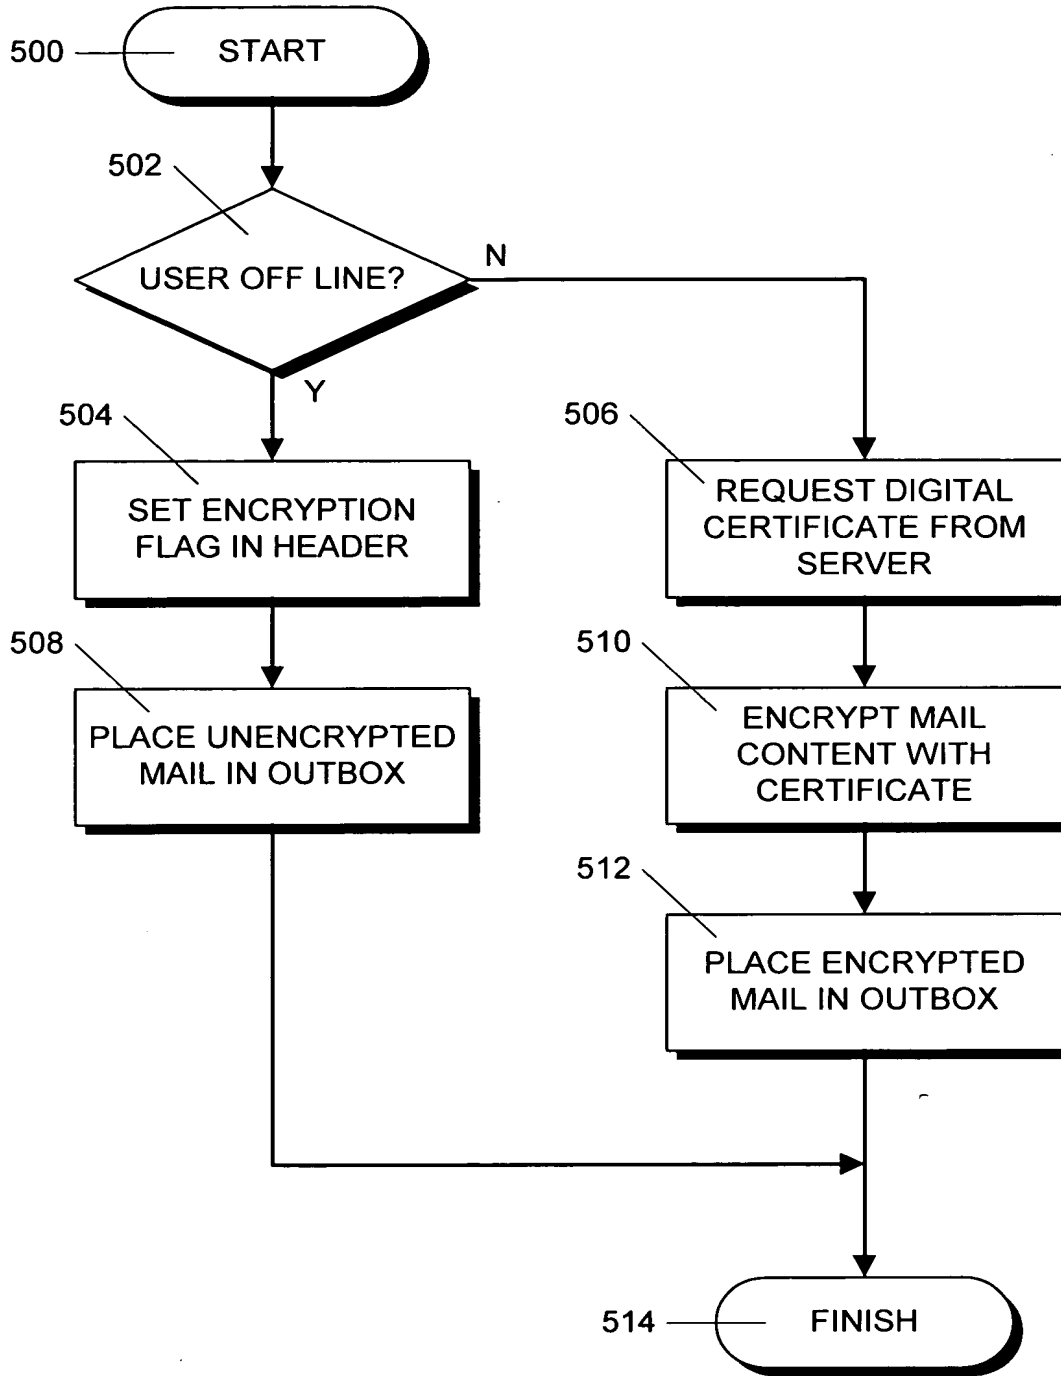 500
START
502
USER OFF LINE?
N
Y
504
SET ENCRYPTION
FLAG IN HEADER
506
REQUEST DIGITAL
CERTIFICATE FROM
SERVER
508
PLACE UNENCRYPTED
MAIL IN OUTBOX
510
ENCRYPT MAIL
CONTENT WITH
CERTIFICATE
512
PLACE ENCRYPTED
MAIL IN OUTBOX
514
FINISH